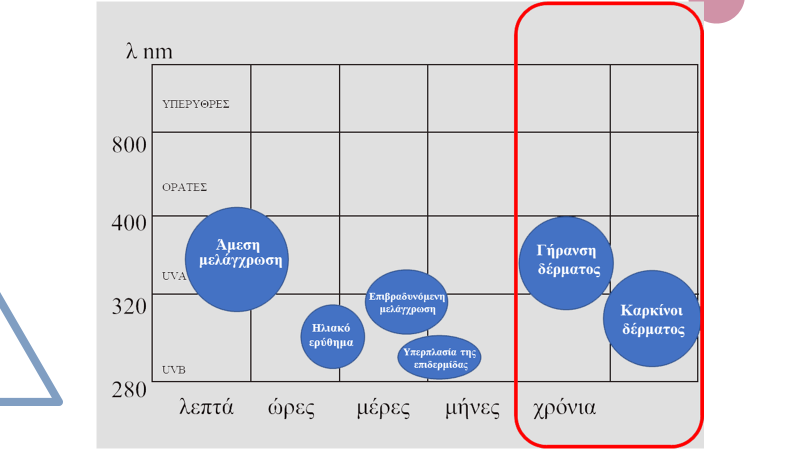 λ nm
ΥΠΕΡΥΘΡΕΣ
800
ΟΡΑΤΕΣ
400
Άμεση
μελάγχρωση
Γήρανση
δέρματος
UVA
320
Επιβραδυνόμενη
μελάγχρωση
Καρκίνοι
δέρματος
Ηλιακό
ερύθημα
Υπερπλασία της
επιδερμίδας
UVB
280
λεπτά ώρες μέρες μήνες χρόνια